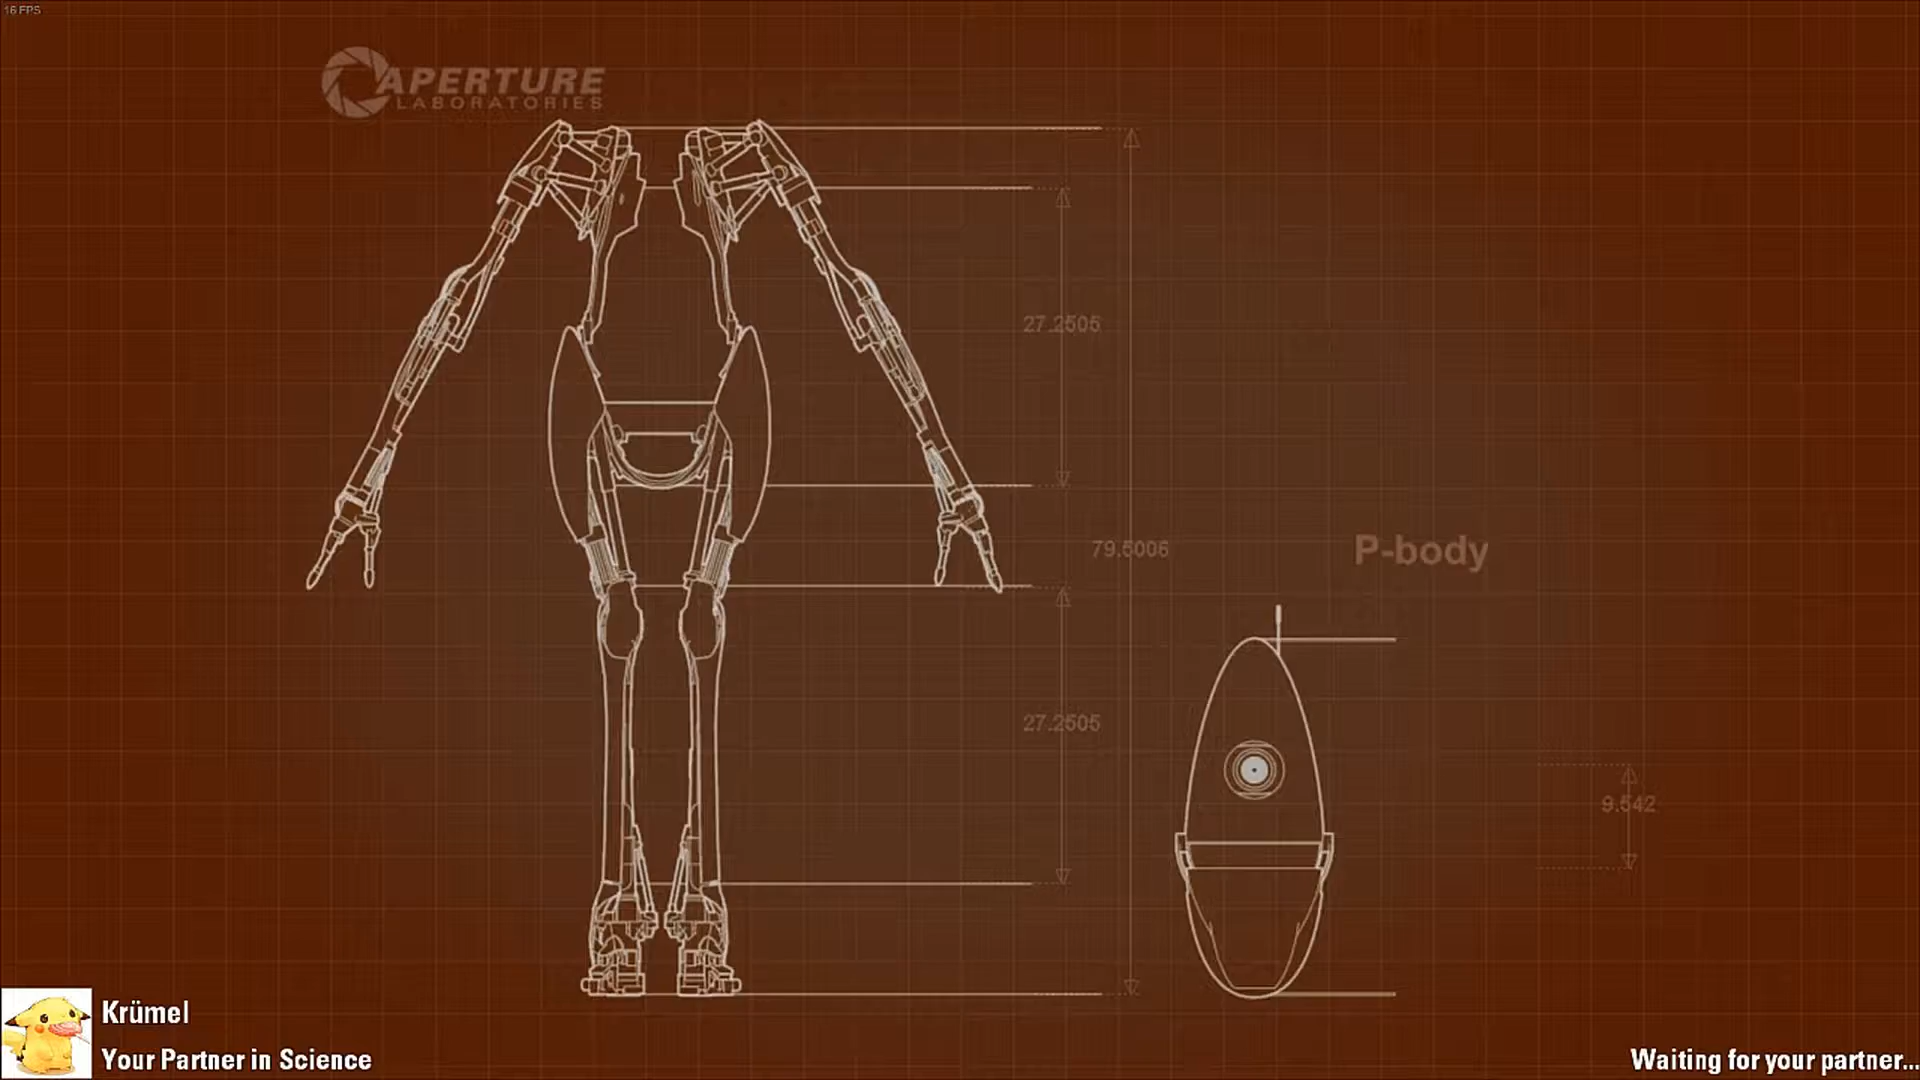 16 FPS
APERTURE
LABORATORIES
27.2505
79.5006
P-body
27.2505
9.542
Krümel
Your Partner in Science
Waiting for your partner...